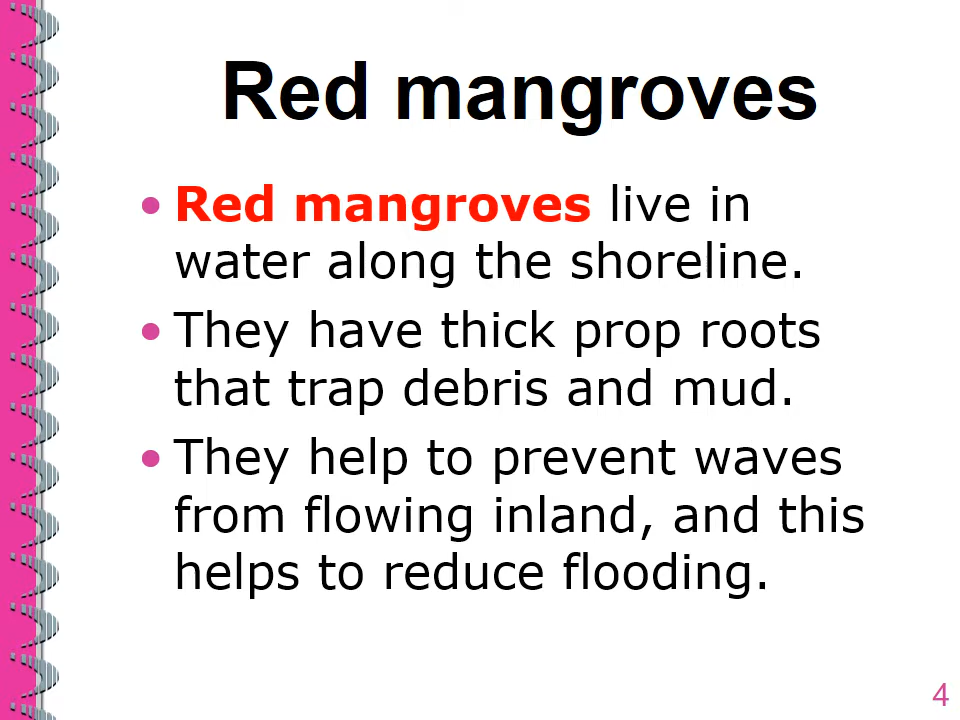 Red mangroves
• Red mangroves live in
water along the shoreline.
• They have thick prop roots
that trap debris and mud.
• They help to prevent waves
from flowing inland, and this
helps to reduce flooding.
4